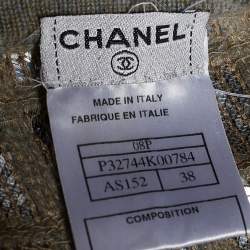 CHANEL
MADE IN ITALY
FABRIQUE EN ITALIE
08P
P32744K00784
AS152 38
COMPOSITION